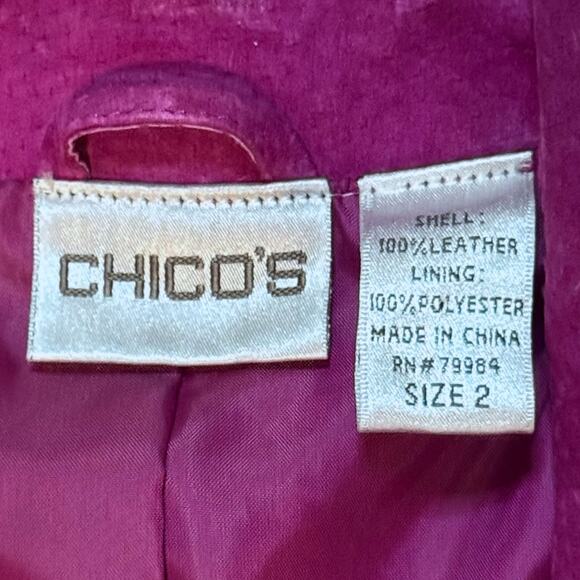 CHICO'S
SHELL:
100%LEATHER
LINING:
100%POLYESTER
MADE IN CHINA
RN#79984
SIZE 2